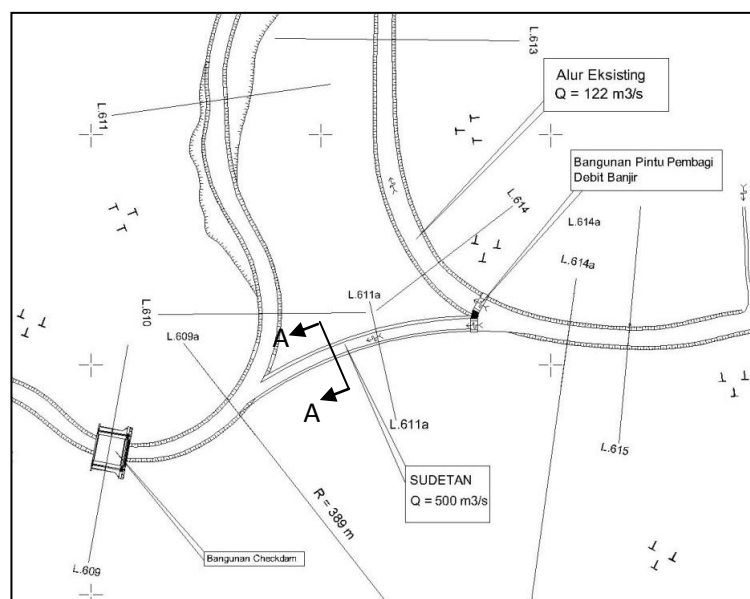 L.613
Alur Eksisting
Q = 122 m3/s
L.611
Bangunan Pintu Pembagi
Debit Banjir
L.614
L.614a
L.614a
L.611a
L.610
L.609a
A
A
L.611a
L.615
SUDETAN
Q = 500 m3/s
R = 389 m
Bangunan Checkdam
L.609